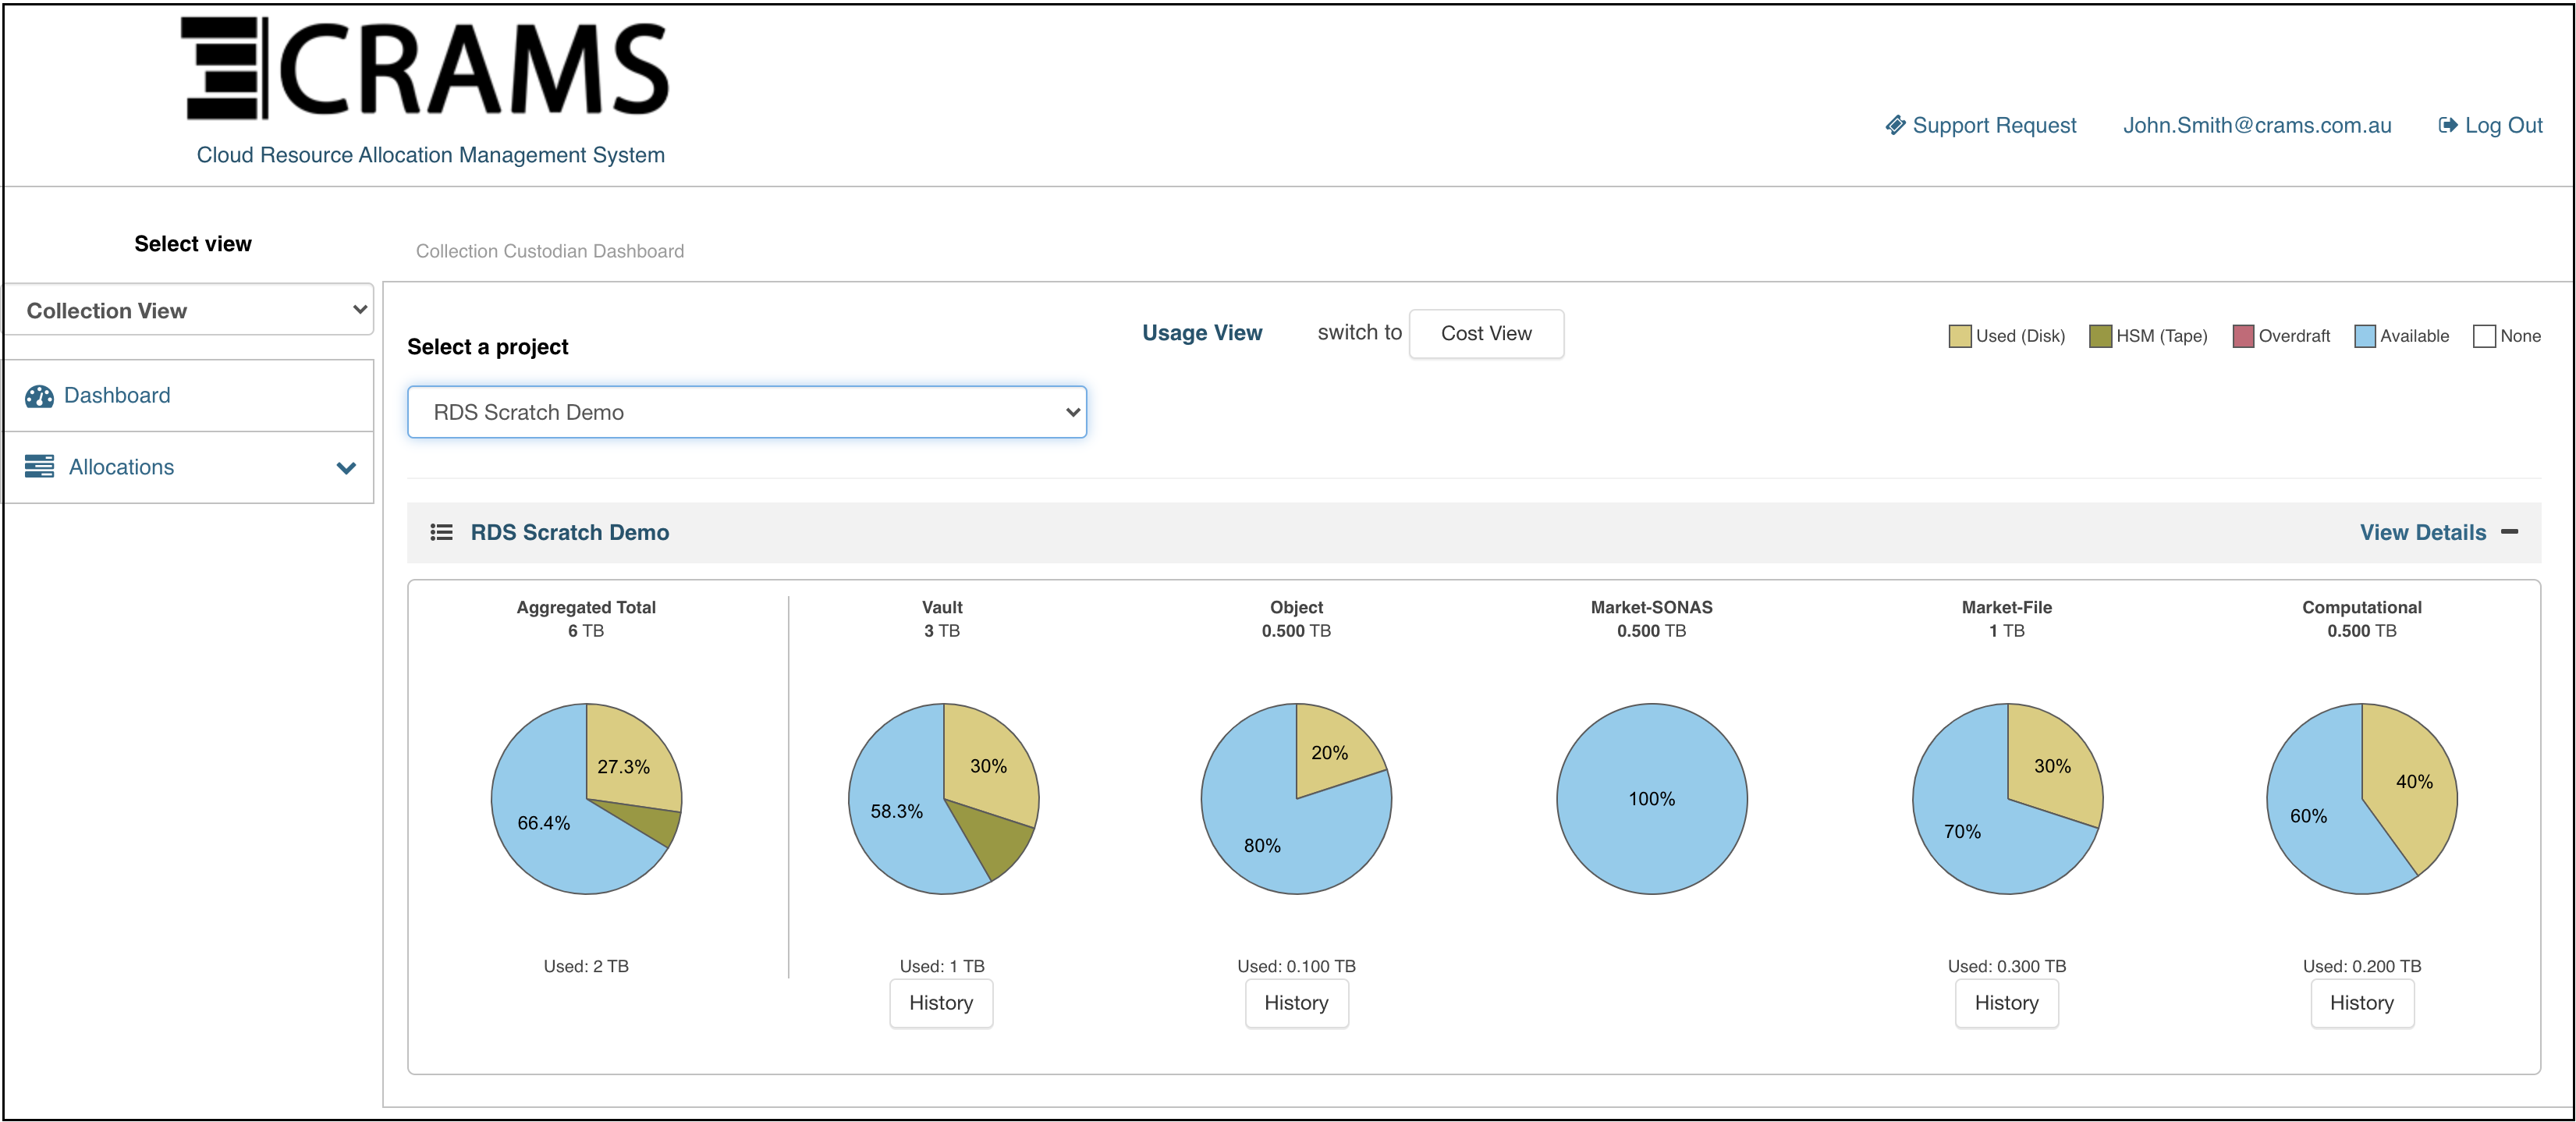 CRAMS
Cloud Resource Allocation Management System
Support Request John.Smith@crams.com.au Log Out
Select view
Collection Custodian Dashboard
Collection View
Dashboard
Allocations
Select a project
Usage View switch to Cost View
Used (Disk) HSM (Tape) Overdraft Available None
RDS Scratch Demo
RDS Scratch Demo View Details
Aggregated Total
6 TB
27.3%
66.4%
Used: 2 TB
Vault
3 TB
30%
58.3%
Used: 1 TB
History
Object
0.500 TB
20%
80%
Used: 0.100 TB
History
Market-SONAS
0.500 TB
100%
Market-File
1 TB
30%
70%
Used: 0.300 TB
History
Computational
0.500 TB
40%
60%
Used: 0.200 TB
History